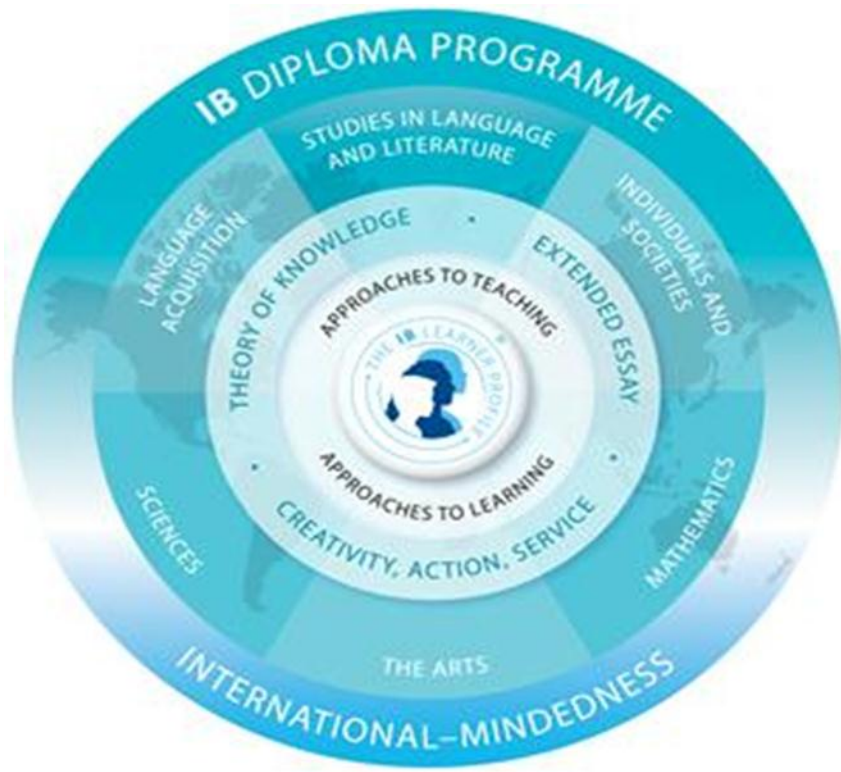 IB DIPLOMA PROGRAMME
STUDIES IN LANGUAGE
AND LITERATURE
LANGUAGE
ACQUISITION
INDIVIDUALS AND
SOCIETIES
THEORY OF KNOWLEDGE
EXTENDED ESSAY
APPROACHES TO TEACHING
THE IB LEARNER PROFILE
®
APPROACHES TO LEARNING
CREATIVITY, ACTION, SERVICE
SCIENCES
MATHEMATICS
THE ARTS
INTERNATIONAL–MINDEDNESS